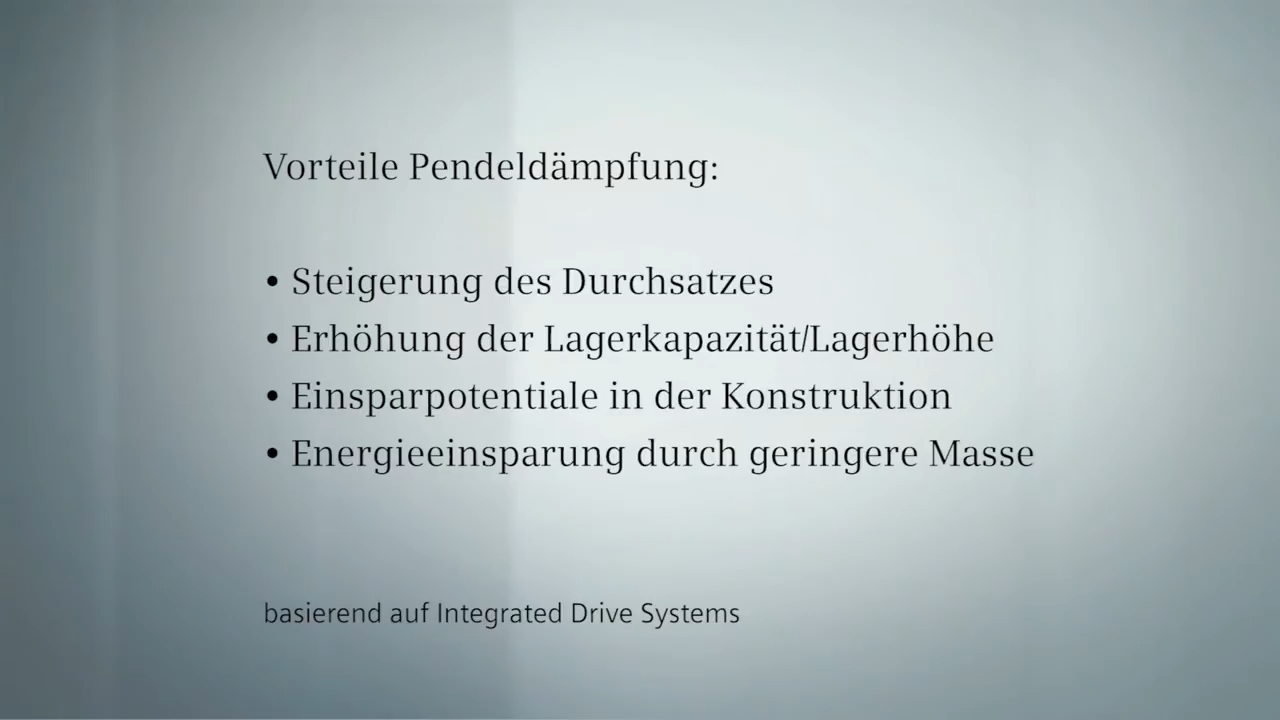 Vorteile Pendeldämpfung:
• Steigerung des Durchsatzes
• Erhöhung der Lagerkapazität/Lagerhöhe
• Einsparpotentiale in der Konstruktion
• Energieeinsparung durch geringere Masse
basierend auf Integrated Drive Systems